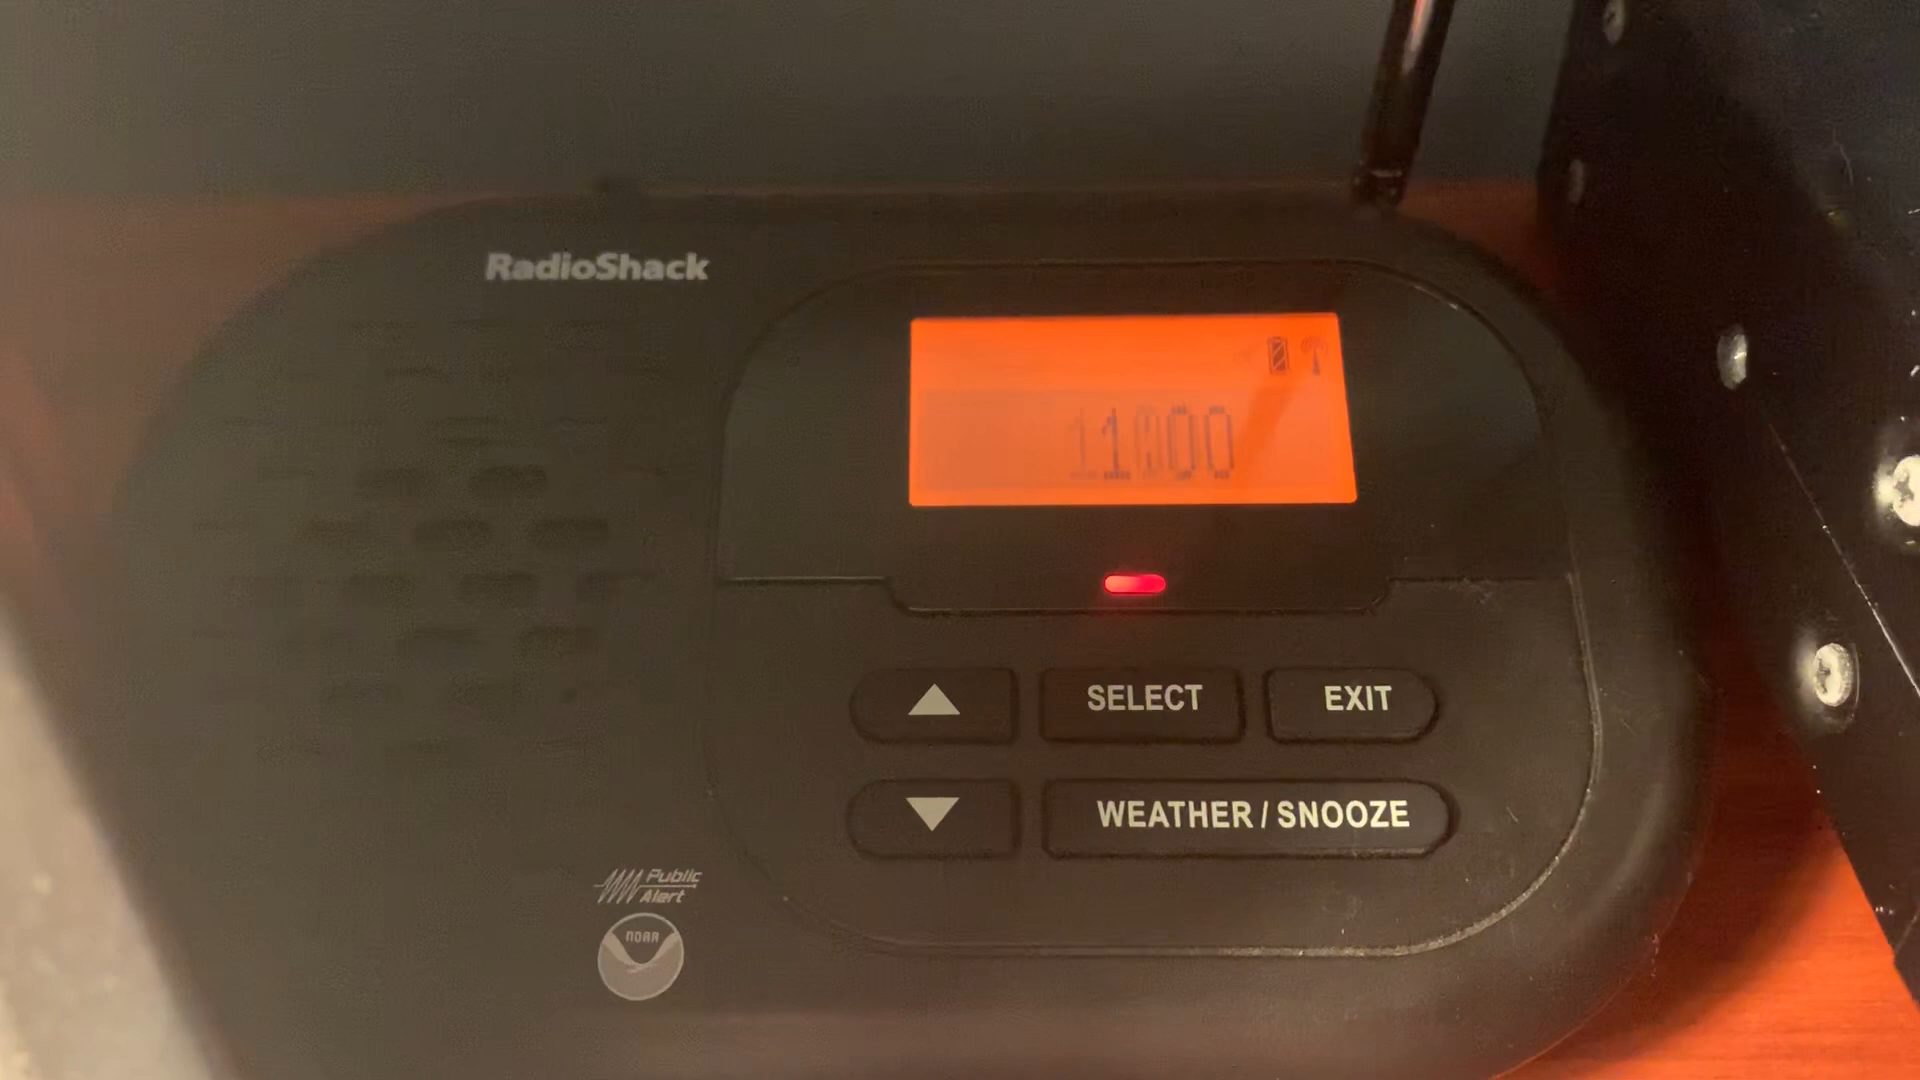 RadioShack
11000
SELECT
EXIT
WEATHER / SNOOZE
Public
Alert
NOAA